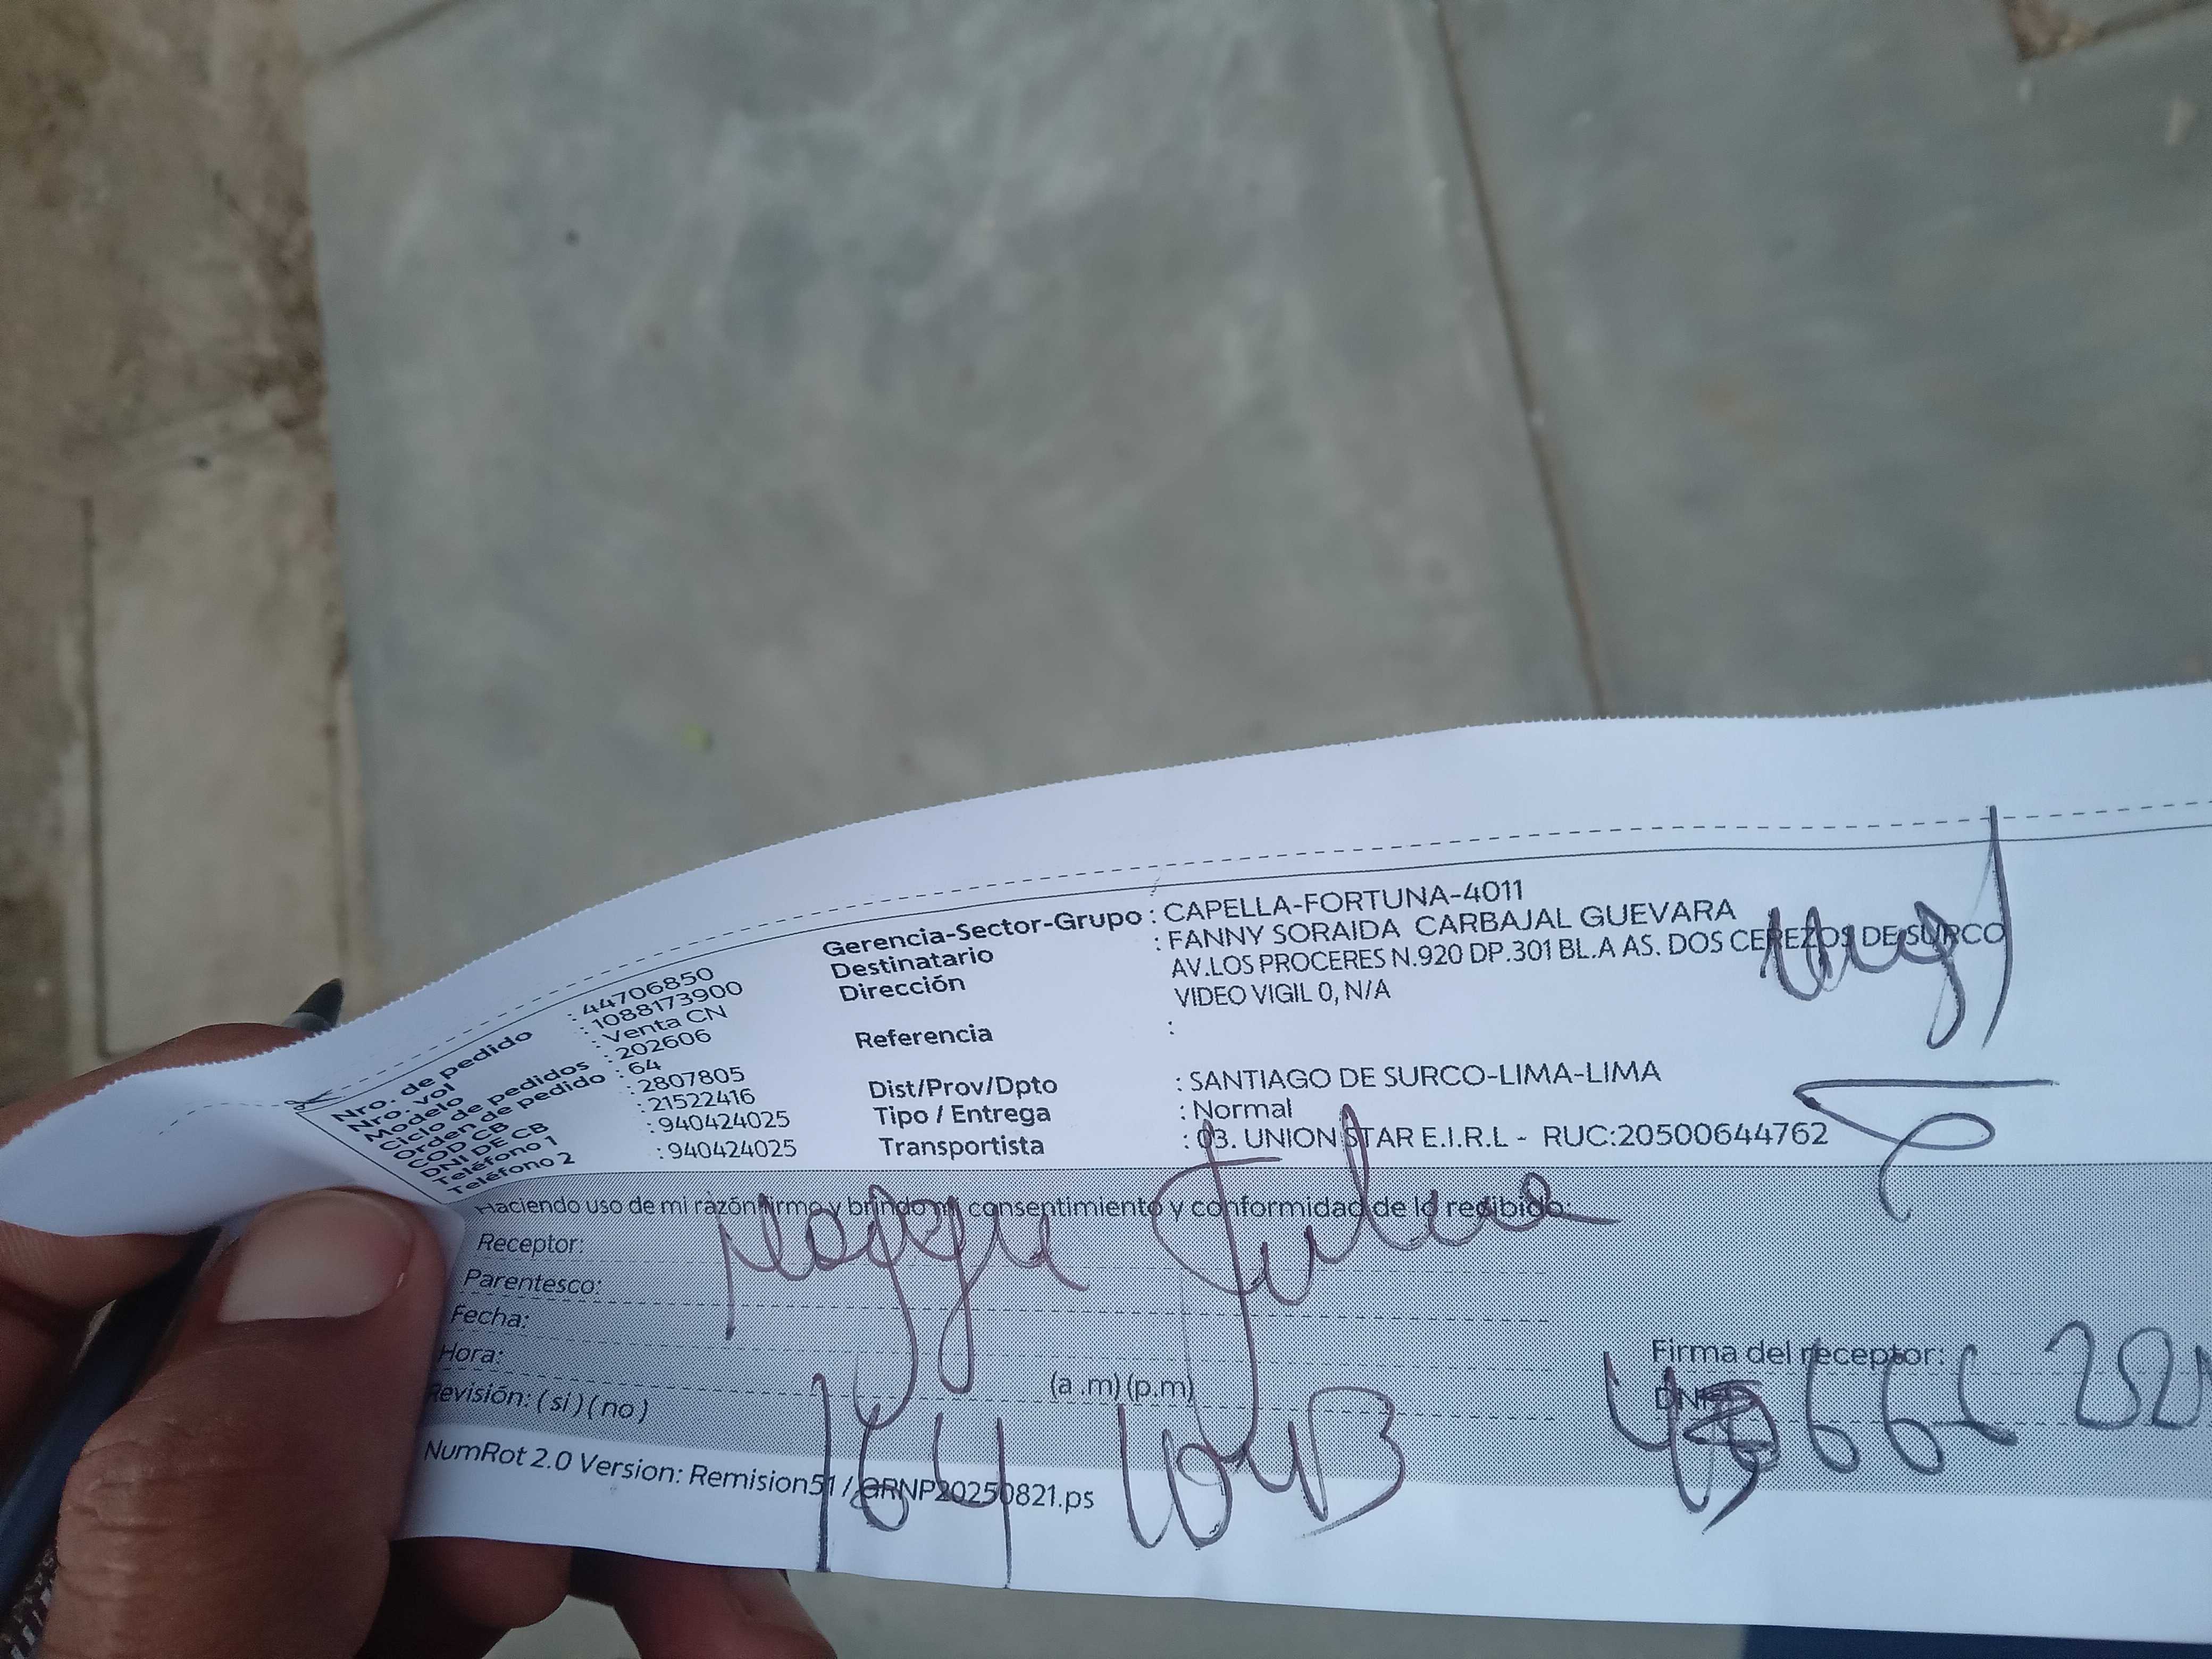 Nro. de pedido : 44706850
Nro. vol : 1088173900
Modelo : Venta CN
Ciclo de pedidos : 202606
Orden de pedido : 64
COD CB : 2807805
DNI DE CB : 21522416
Teléfono 1 : 940424025
Teléfono 2 : 940424025
Gerencia-Sector-Grupo : CAPELLA-FORTUNA-4011
Destinatario : FANNY SORAIDA CARBAJAL GUEVARA
Dirección AV.LOS PROCERES N.920 DP.301 BL.A AS. DOS CEREZOS DE SURCO
VIDEO VIGIL 0, N/A
Referencia :
Dist/Prov/Dpto : SANTIAGO DE SURCO-LIMA-LIMA
Tipo / Entrega : Normal
Transportista : 03. UNION STAR E.I.R.L - RUC:20500644762
Haciendo uso de mi razón firmo y brindo mi consentimiento y conformidad de lo recibido:
Receptor:
Parentesco:
Fecha:
Hora: (a .m) (p.m)
Revisión: ( si ) ( no )
Firma del receptor:
DNI
NumRot 2.0 Version: Remision51 / GRNP20250821.ps